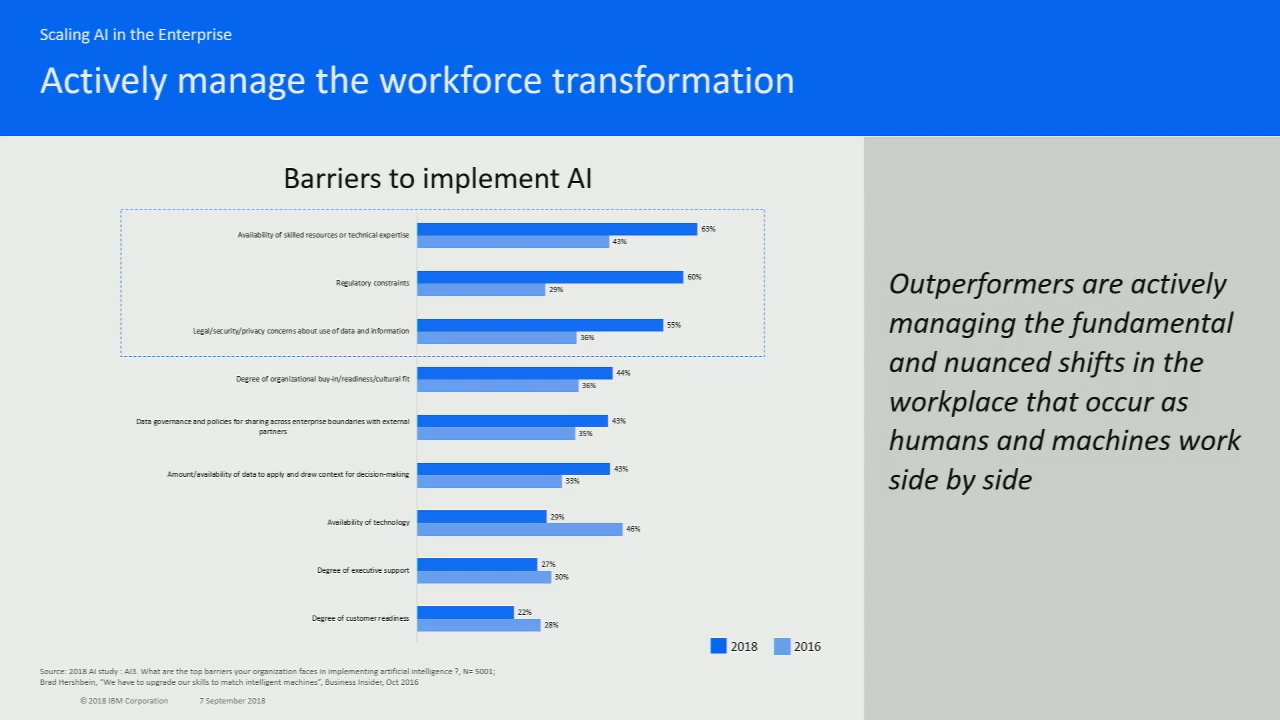 Scaling AI in the Enterprise
Actively manage the workforce transformation
Barriers to implement AI
Availability of skilled resources or technical expertise
63%
43%
Regulatory constraints
60%
29%
Legal/security/privacy concerns about use of data and information
55%
36%
Degree of organizational buy-in/readiness/cultural fit
44%
36%
Data governance and policies for sharing across enterprise boundaries with external
partners
43%
35%
Amount/availability of data to apply and draw context for decision-making
43%
33%
Availability of technology
29%
46%
Degree of executive support
27%
30%
Degree of customer readiness
22%
28%
2018 2016
Outperformers are actively
managing the fundamental
and nuanced shifts in the
workplace that occur as
humans and machines work
side by side
Source: 2018 AI study : AI3. What are the top barriers your organization faces in implementing artificial intelligence ?, N= 5001;
Brad Hershbein, "We have to upgrade our skills to match intelligent machines", Business Insider, Oct 2016
© 2018 IBM Corporation 7 September 2018